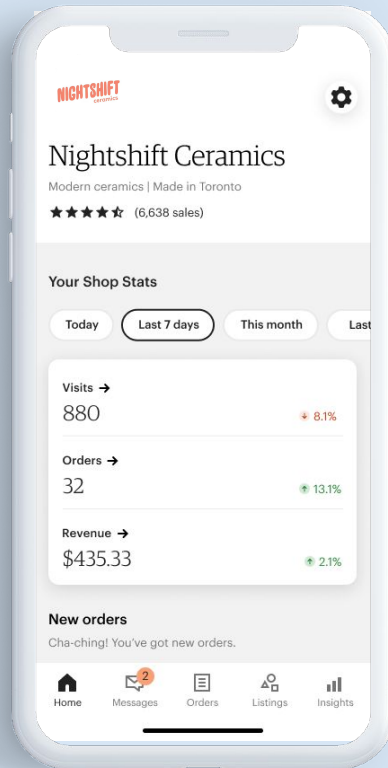 NIGHTSHIFT
ceramics
Nightshift Ceramics
Modern ceramics | Made in Toronto
(6,638 sales)
Your Shop Stats
Today Last 7 days This month Last
Visits →
880 8.1%
Orders →
32 13.1%
Revenue →
$435.33 2.1%
New orders
Cha-ching! You've got new orders.
2
Home Messages Orders Listings Insights